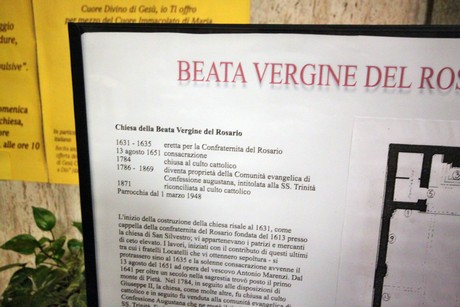 Cuore Divino di Gesù, io Ti offro
per mezzo del Cuore Immacolato di Maria
BEATA VERGINE DEL ROS
Chiesa della Beata Vergine del Rosario
1631 - 1635 eretta per la Confraternita del Rosario
13 agosto 1651 consacrazione
1784 chiusa al culto cattolico
1786 - 1869 diventa proprietà della Comunità evangelica di
Confessione augustana, intitolata alla SS. Trinità
1871 riconciliata al culto cattolico
Parrocchia dal 1 marzo 1948
L'inizio della costruzione della chiesa risale al 1631, come
cappella della confraternita del Rosario fondata del 1613 presso
la chiesa di San Silvestro; vi appartenevano i patrizi e mercanti
di ceto elevato. I lavori, iniziati con il contributo di questi ultimi
tra cui i fratelli Locatelli che vi ottennero sepoltura - si
protrassero sino al 1635 e la solenne consacrazione avvenne il
13 agosto del 1651 ad opera del vescovo Antonio Marenzi. Dal
1641 per oltre un secolo nella sagrestia trovò posto il primo
Monte di Pietà. Nel 1784, in seguito alle disposizioni di
Giuseppe II, la chiesa, come molte altre, fu chiusa al culto
cattolico e in seguito fu venduta alla comunità evangelica di
omenica
chiesa,
alle ore 10